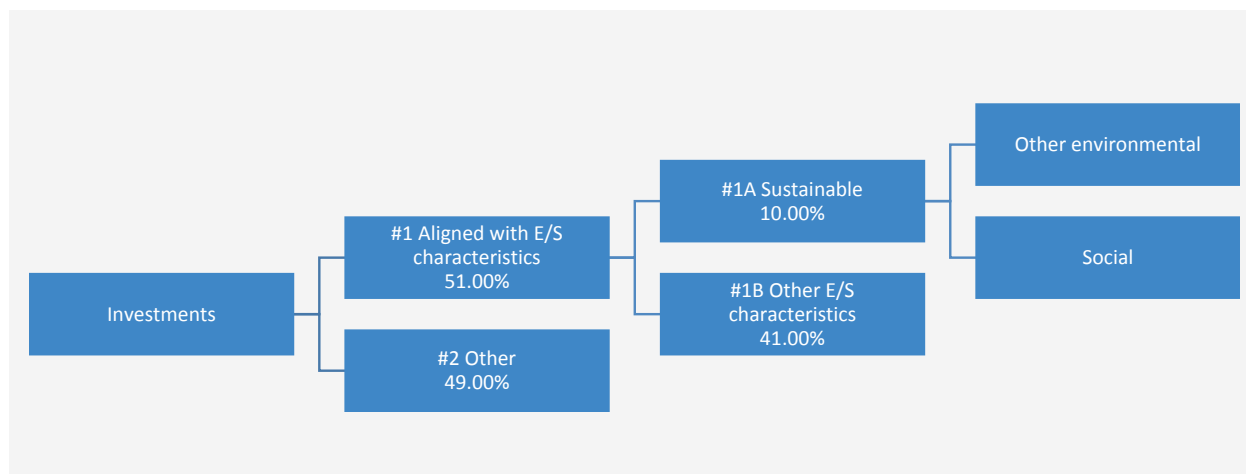 Investments
#1 Aligned with E/S
characteristics
51.00%
#2 Other
49.00%
#1A Sustainable
10.00%
#1B Other E/S
characteristics
41.00%
Other environmental
Social